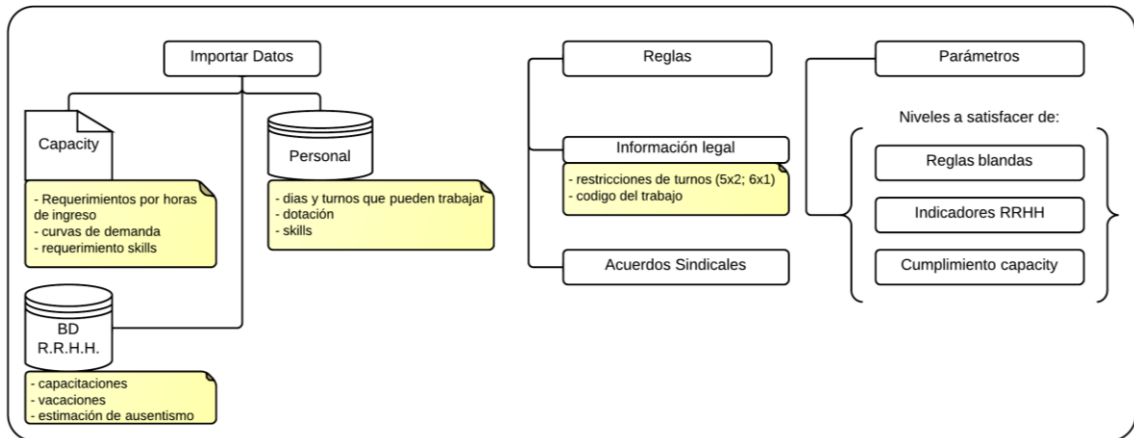 Importar Datos
Capacity
- Requerimientos por horas
de ingreso
- curvas de demanda
- requerimiento skills
Personal
- dias y turnos que pueden trabajar
- dotación
- skills
BD
R.R.H.H.
- capacitaciones
- vacaciones
- estimación de ausentismo
Reglas
Información legal
- restricciones de turnos (5x2; 6x1)
- codigo del trabajo
Acuerdos Sindicales
Parámetros
Niveles a satisfacer de:
Reglas blandas
Indicadores RRHH
Cumplimiento capacity